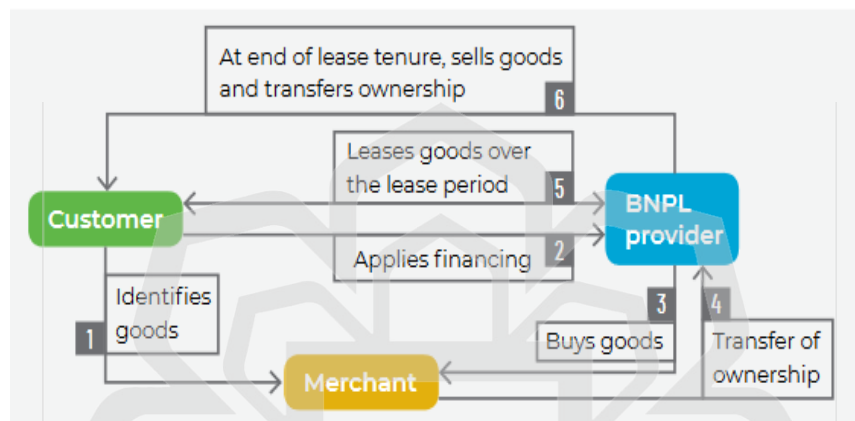 At end of lease tenure, sells goods
and transfers ownership
6
Leases goods over
the lease period
5
Customer
BNPL
provider
Applies financing
2
Identifies
goods
1
3
4
Buys goods
Transfer of
ownership
Merchant